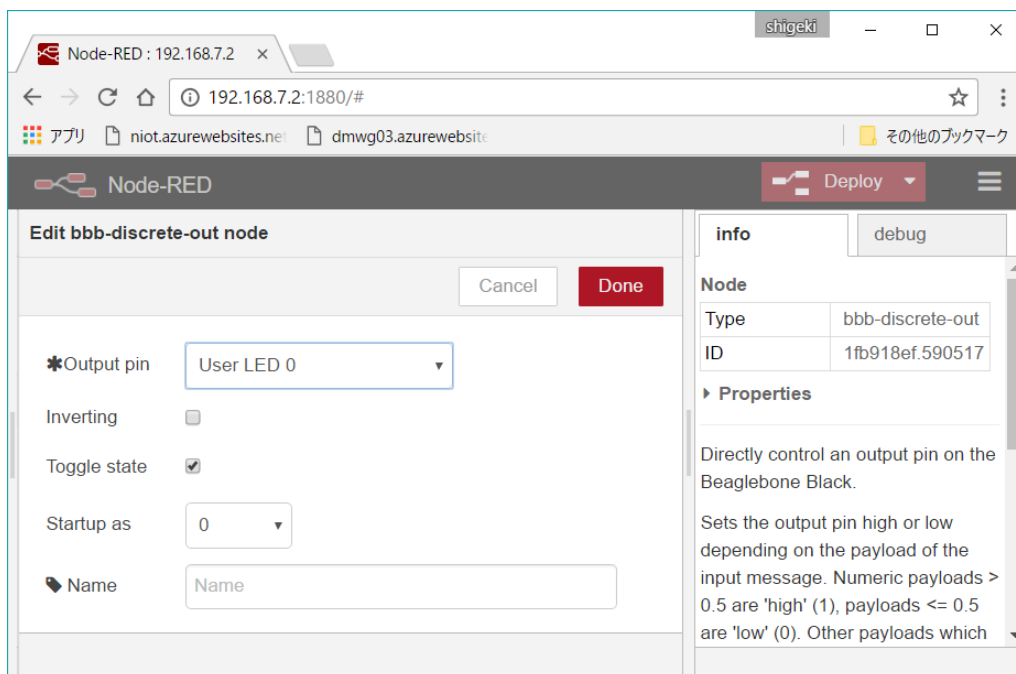 shigeki
Node-RED : 192.168.7.2
192.168.7.2:1880/#
アプリ niot.azurewebsites.ne dmwg03.azurewebsite その他のブックマーク
Node-RED Deploy
Edit bbb-discrete-out node
info debug
Cancel Done
Node
Type bbb-discrete-out
ID 1fb918ef.590517
Properties
Output pin User LED 0
Inverting
Toggle state
Startup as 0
Name Name
Directly control an output pin on the
Beaglebone Black.
Sets the output pin high or low
depending on the payload of the
input message. Numeric payloads >
0.5 are 'high' (1), payloads <= 0.5
are 'low' (0). Other payloads which